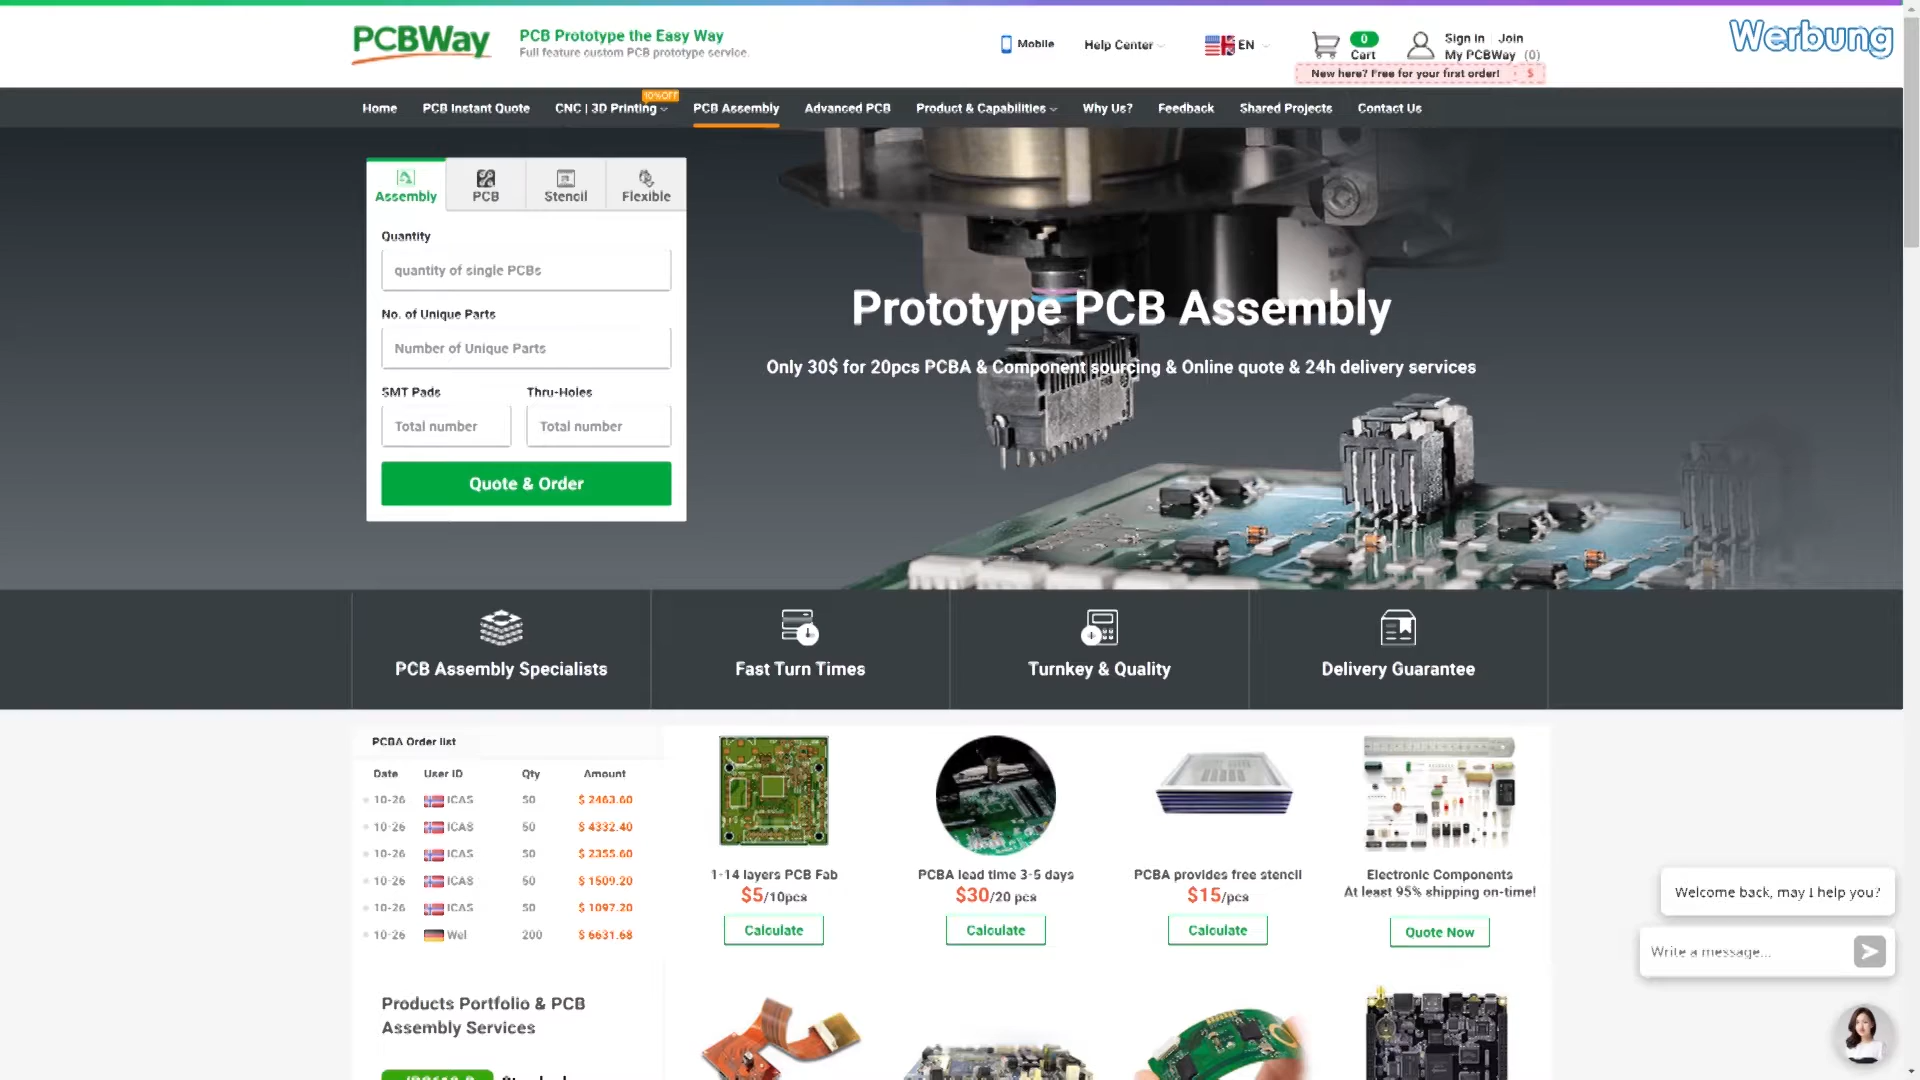 PCBWay
PCB Prototype the Easy Way
Full feature custom PCB prototype service.
Mobile
Help Center
EN
0
Cart
Sign in
Join
My PCBWay (0)
New here? Free for your first order! $
Werbung
Home
PCB Instant Quote
CNC | 3D Printing
10%OFF
PCB Assembly
Advanced PCB
Product & Capabilities
Why Us?
Feedback
Shared Projects
Contact Us
Assembly
PCB
Stencil
Flexible
Quantity
quantity of single PCBs
No. of Unique Parts
Number of Unique Parts
SMT Pads
Thru-Holes
Total number
Total number
Quote & Order
Prototype PCB Assembly
Only 30$ for 20pcs PCBA & Component sourcing & Online quote & 24h delivery services
PCB Assembly Specialists
Fast Turn Times
Turnkey & Quality
Delivery Guarantee
PCBA Order list
Date User ID Qty Amount
10-26 ICAS 50 $ 2463.60
10-26 ICAS 50 $ 4332.40
10-26 ICAS 50 $ 2355.60
10-26 ICAS 50 $ 1509.20
10-26 ICAS 50 $ 1097.20
10-26 Wel 200 $ 6631.68
1-14 layers PCB Fab
$5/10pcs
Calculate
PCBA lead time 3-5 days
$30/20 pcs
Calculate
PCBA provides free stencil
$15/pcs
Calculate
Electronic Components
At least 95% shipping on-time!
Quote Now
Products Portfolio & PCB
Assembly Services
Welcome back, may I help you?
Write a message...